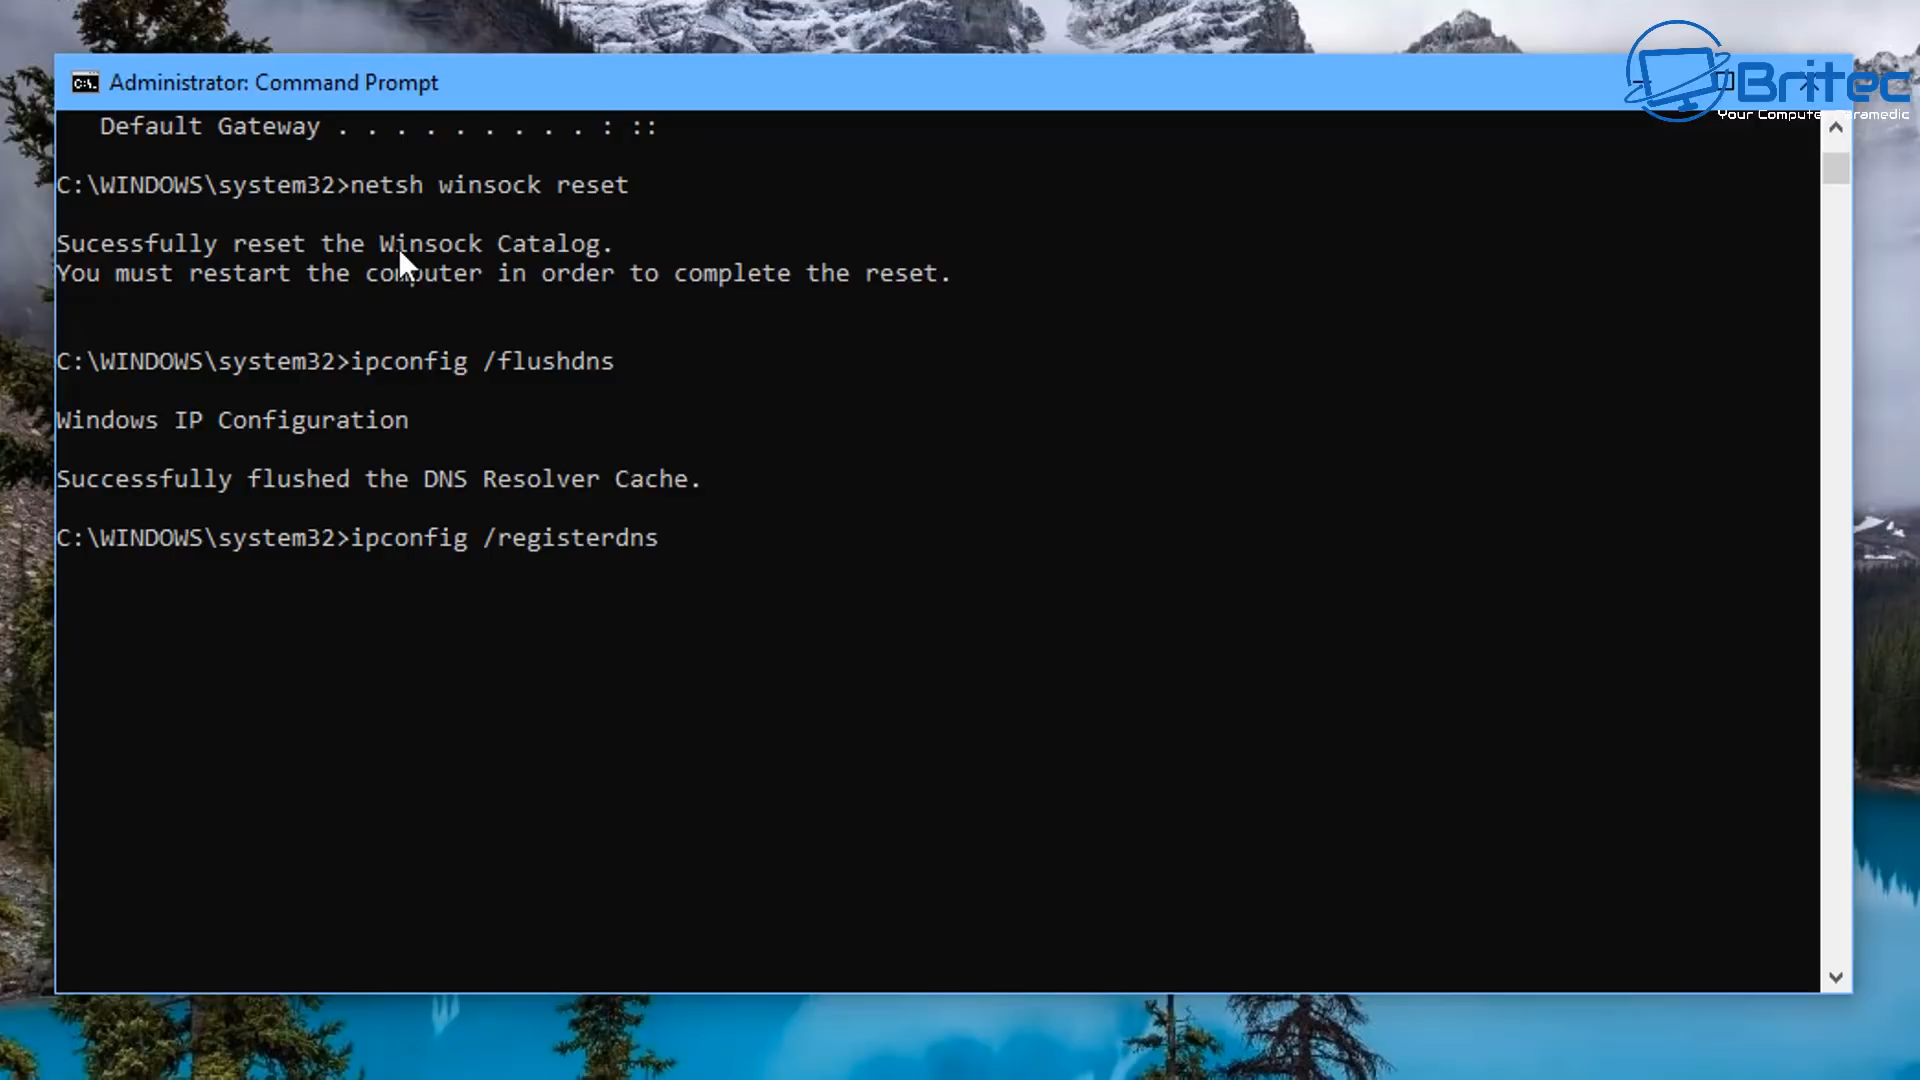 Britec
Your Computer Paramedic
Administrator: Command Prompt
Default Gateway . . . . . . . . . . : ::
C:\WINDOWS\system32>netsh winsock reset
Sucessfully reset the Winsock Catalog.
You must restart the computer in order to complete the reset.
C:\WINDOWS\system32>ipconfig /flushdns
Windows IP Configuration
Successfully flushed the DNS Resolver Cache.
C:\WINDOWS\system32>ipconfig /registerdns